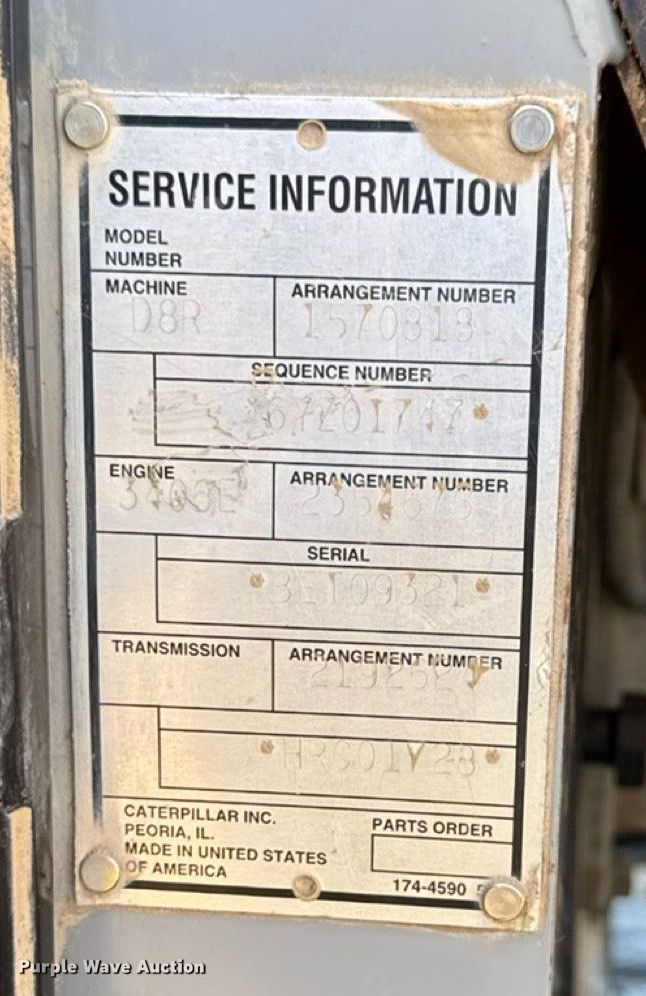 SERVICE INFORMATION
MODEL
NUMBER
MACHINE
ARRANGEMENT NUMBER
D8R
1570813
SEQUENCE NUMBER
ENGINE
ARRANGEMENT NUMBER
3406E
SERIAL
TRANSMISSION
ARRANGEMENT NUMBER
CATERPILLAR INC.
PEORIA, IL.
MADE IN UNITED STATES
OF AMERICA
PARTS ORDER
174-4590
Purple Wave Auction